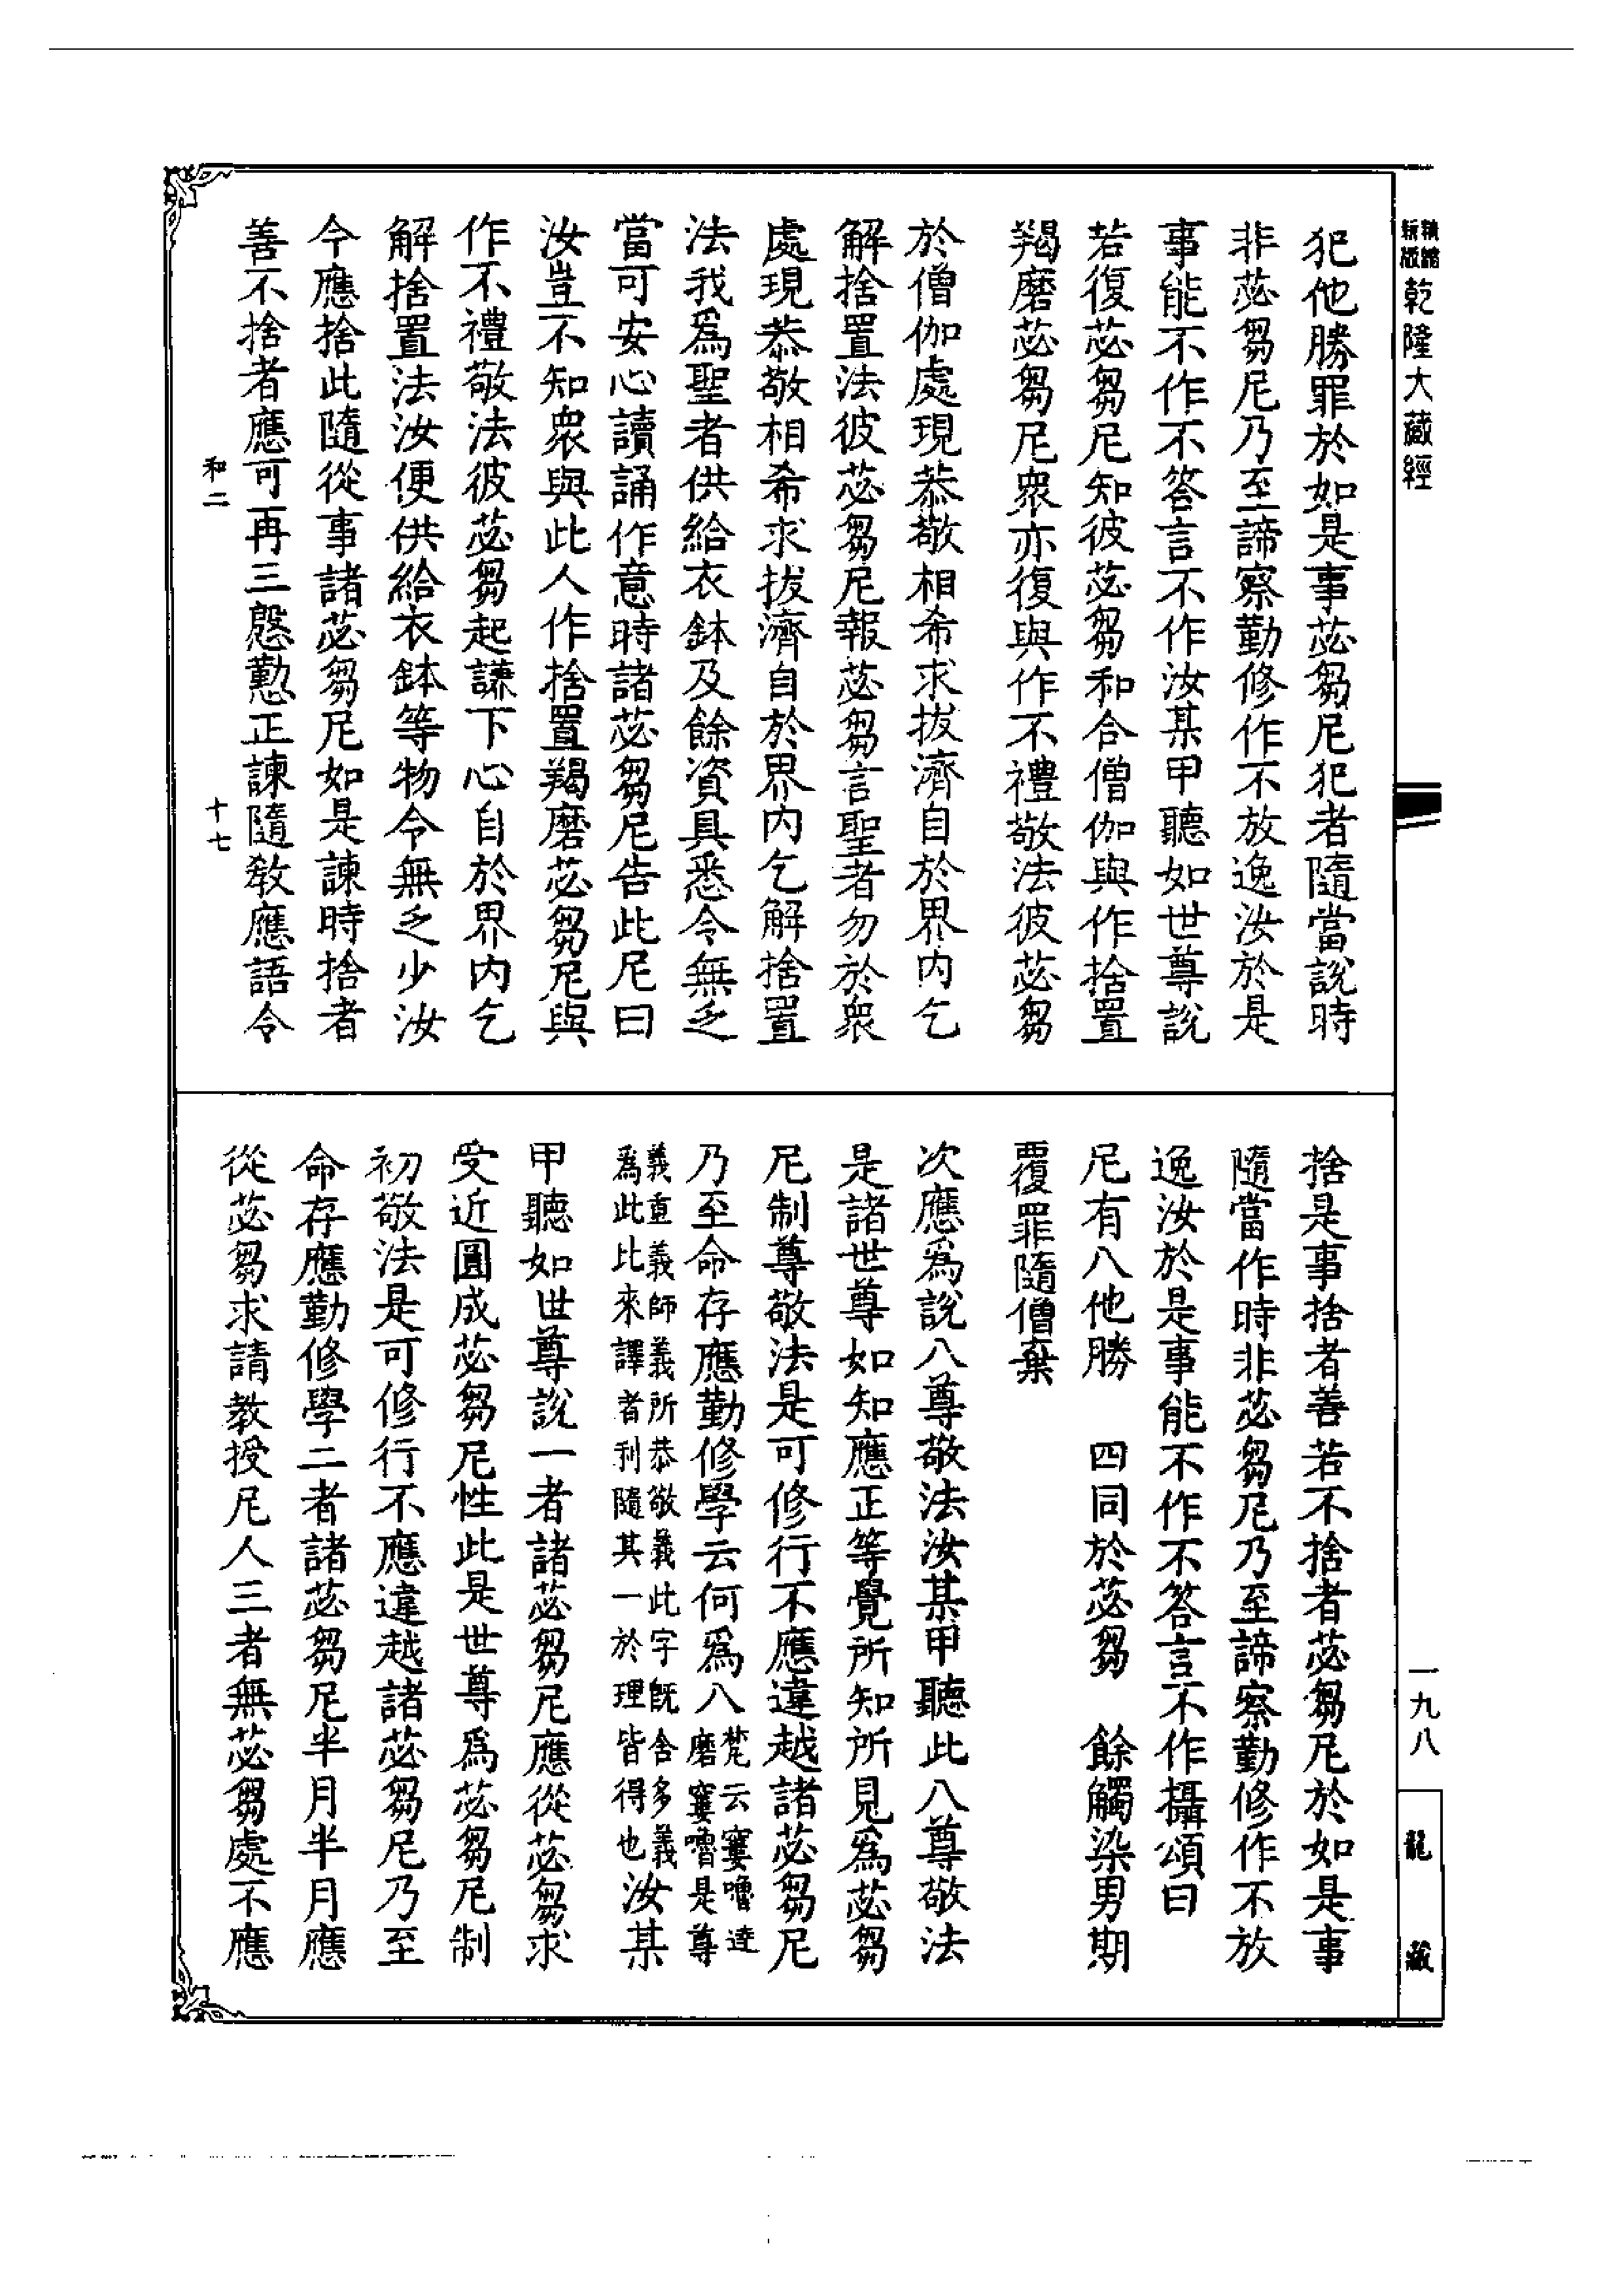 新編縮版乾隆大藏經
犯他勝罪於如是事苾芻尼犯者隨當說時
非苾芻尼乃至諦察勤修作不放逸汝於是
事能不作不答言不作汝某甲聽如世尊說
若復苾芻尼知彼苾芻和合僧伽與作捨置
羯磨苾芻尼眾亦復與作不禮敬法彼苾芻
於僧伽處現恭敬相希求拔濟自於界內乞
解捨置法彼苾芻尼報苾芻言聖者勿於眾
處現恭敬相希求拔濟自於界內乞解捨置
法我為聖者供給衣鉢及餘資具悉令無乏
當可安心讀誦作意時諸苾芻尼告此尼曰
汝豈不知眾與此人作捨置羯磨苾芻尼與
作不禮敬法彼苾芻起謙下心自於界內乞
解捨置法汝便供給衣鉢等物令無乏少汝
今應捨此隨從事諸苾芻尼如是諫時捨者
善不捨者應可再三慇懃正諫隨教應語令
和二
十七
捨是事捨者善若不捨者苾芻尼於如是事
隨當作時非苾芻尼乃至諦察勤修作不放
逸汝於是事能不作不答言不作攝頌曰
尼有八他勝 四同於苾芻 餘觸染男期
覆罪隨僧棄
次應為說八尊敬法汝某甲聽此八尊敬法
是諸世尊如知應正等覺所知所見為苾芻
尼制尊敬法是可修行不應違越諸苾芻尼
乃至命存應勤修學云何為八梵云窶嚕達磨窶嚕是尊
義重義師義所恭敬義此字既含多義為此比來譯者刊隨其一於理皆得也汝某
甲聽如世尊說一者諸苾芻尼應從苾芻求
受近圓成苾芻尼性此是世尊為苾芻尼制
初敬法是可修行不應違越諸苾芻尼乃至
命存應勤修學二者諸苾芻尼半月半月應
從苾芻求請教授尼人三者無苾芻處不應
一九八
龍藏